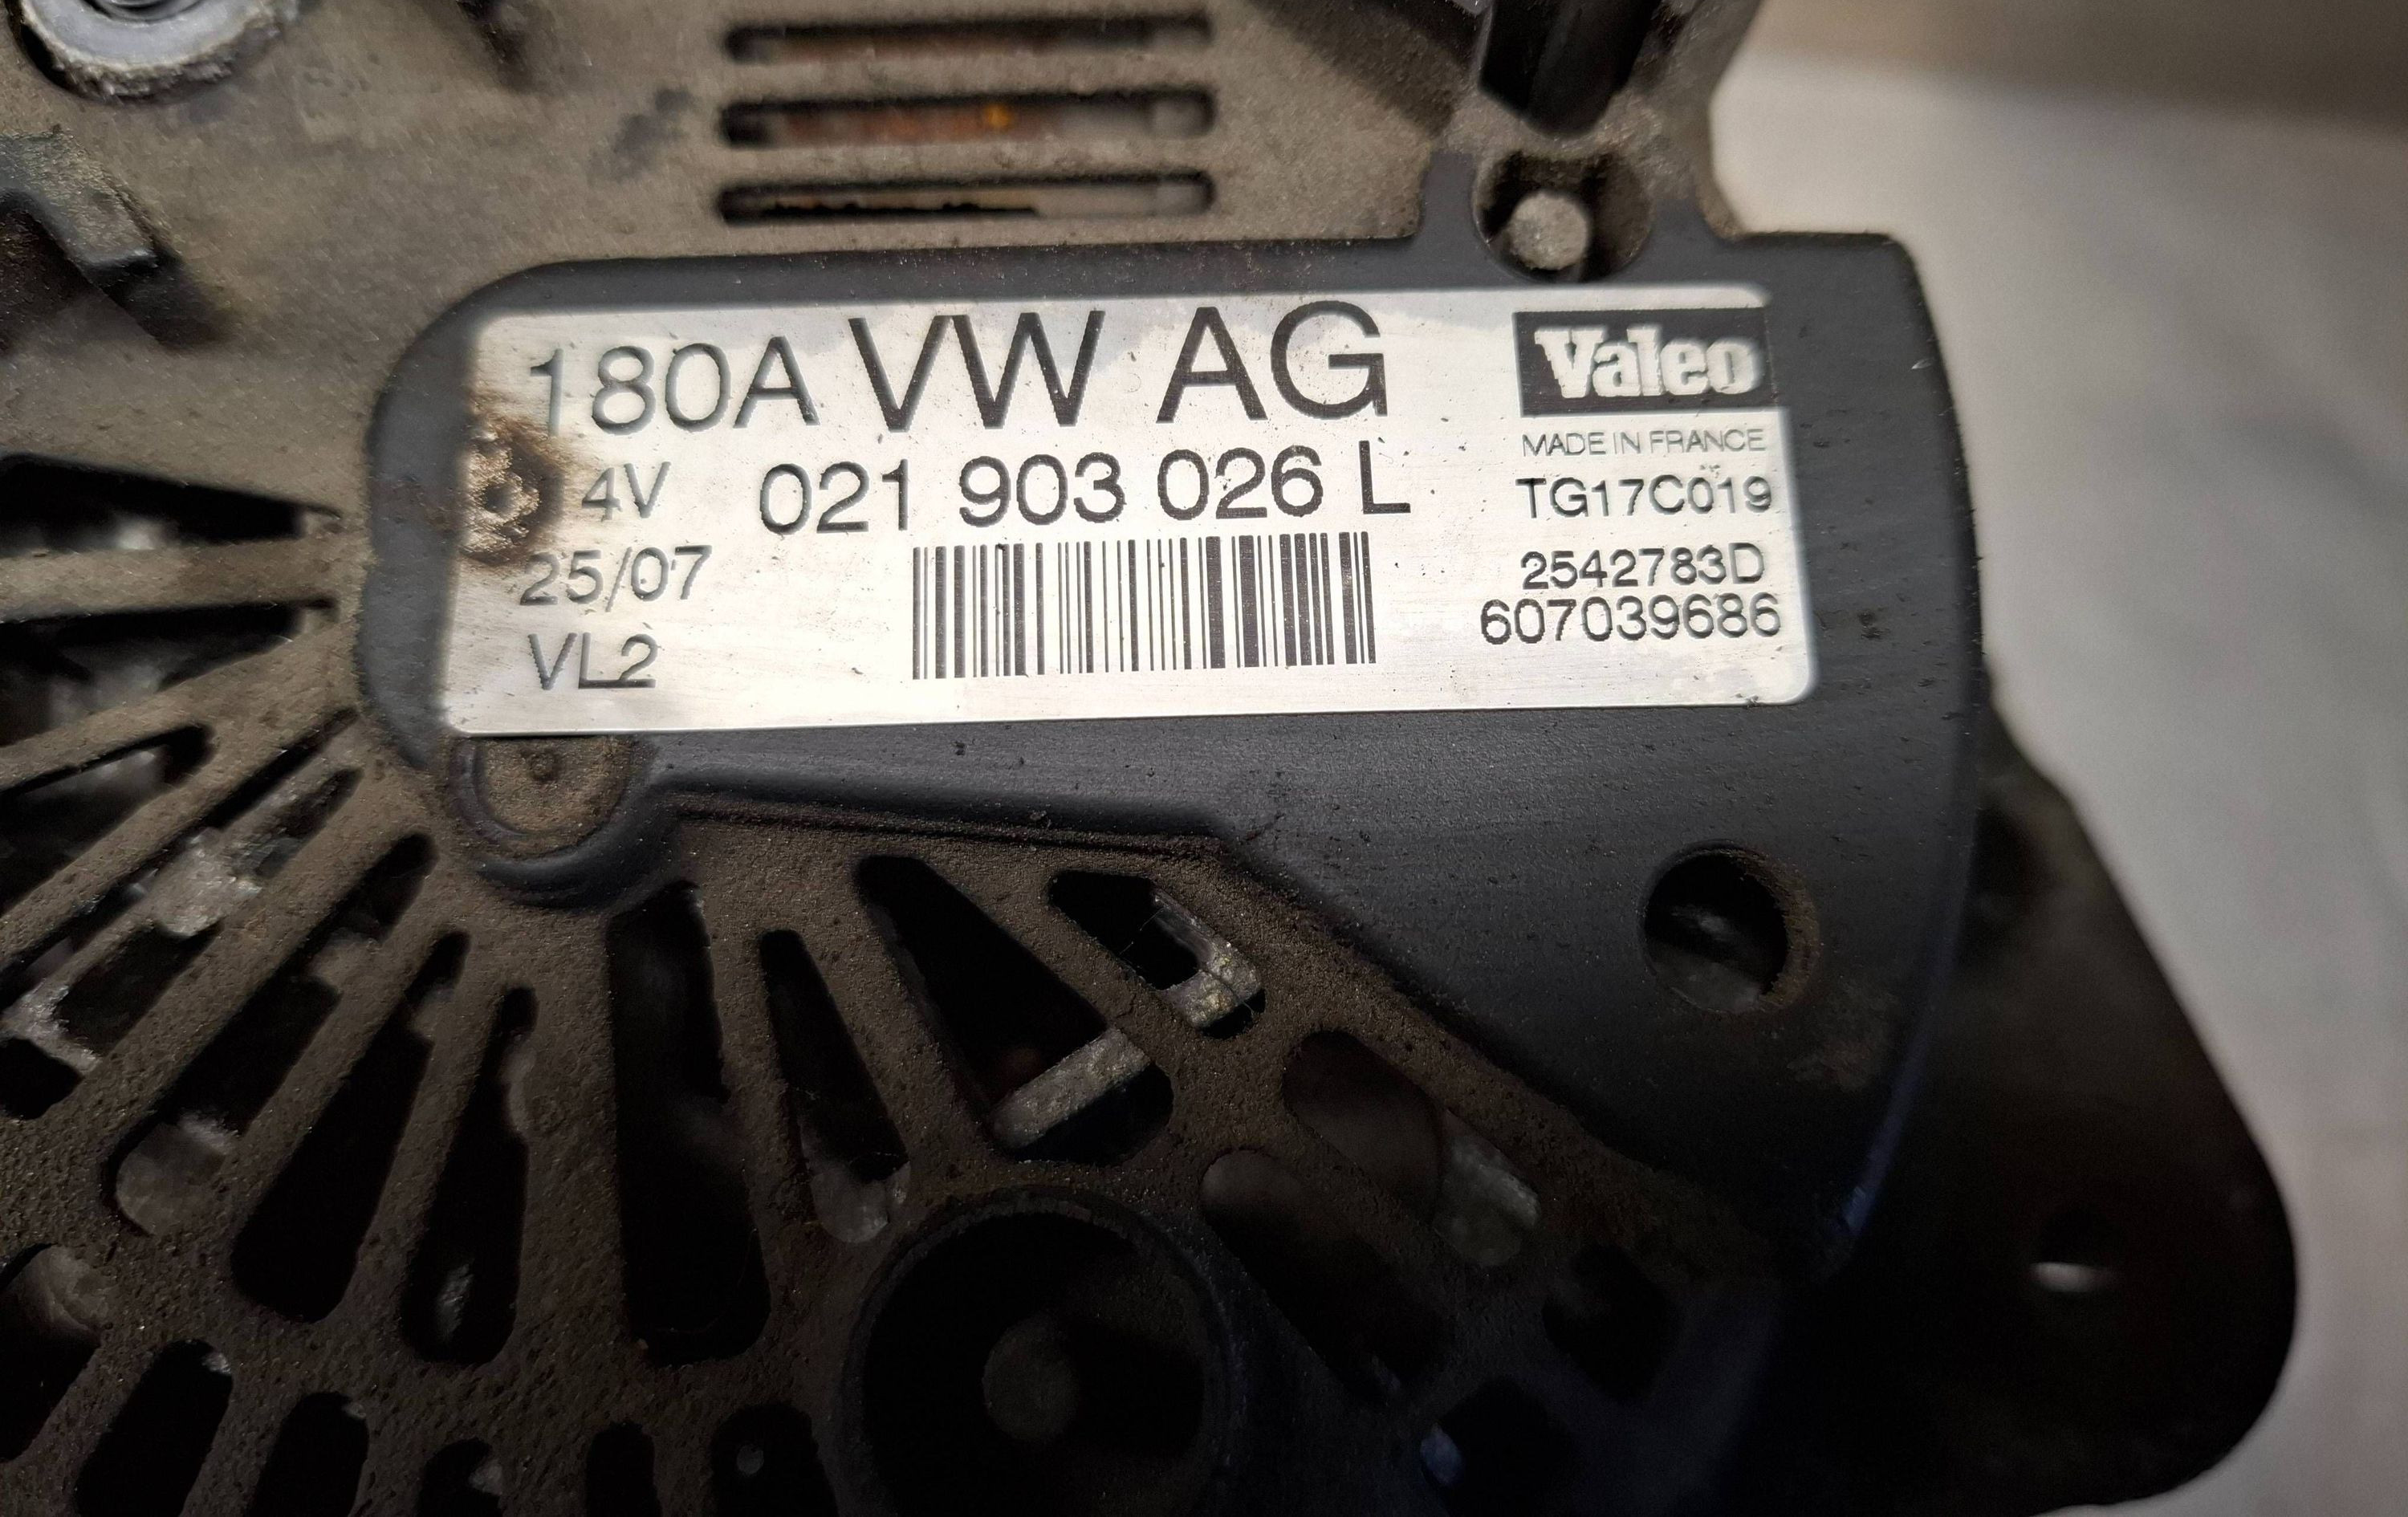 180A VW AG
4V 021 903 026 L
25/07
VL2
Valeo
MADE IN FRANCE
TG17C019
2542783D
607039686